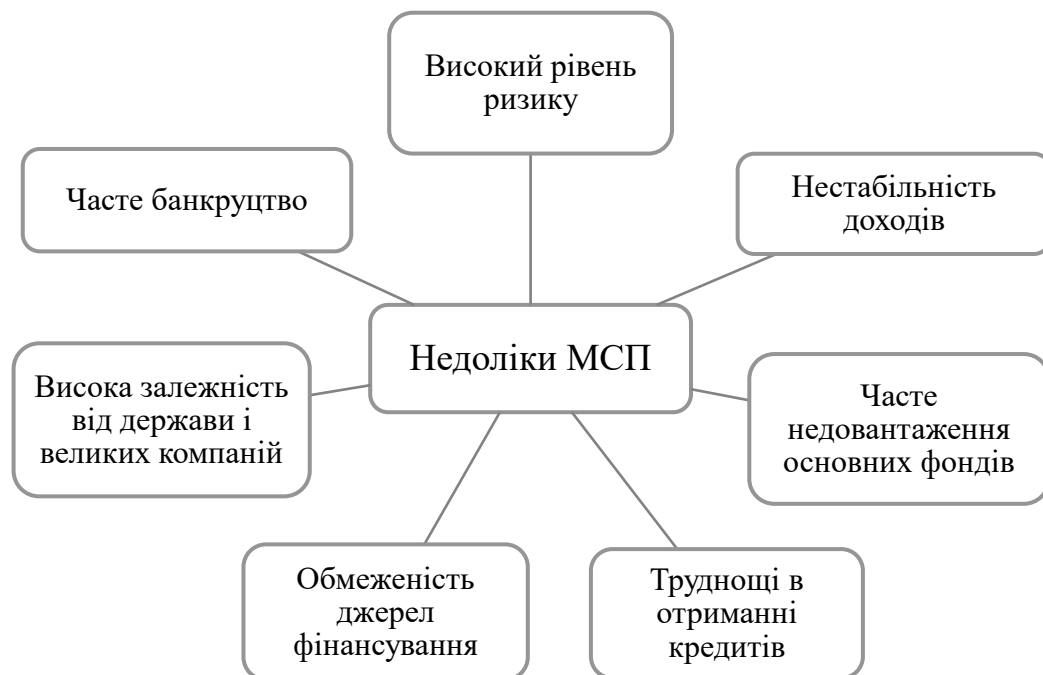 Високий рівень
ризику
Часте банкруцтво
Нестабільність
доходів
Недоліки МСП
Висока залежність
від держави і
великих компаній
Часте
недовантаження
основних фондів
Обмеженість
джерел
фінансування
Труднощі в
отриманні
кредитів